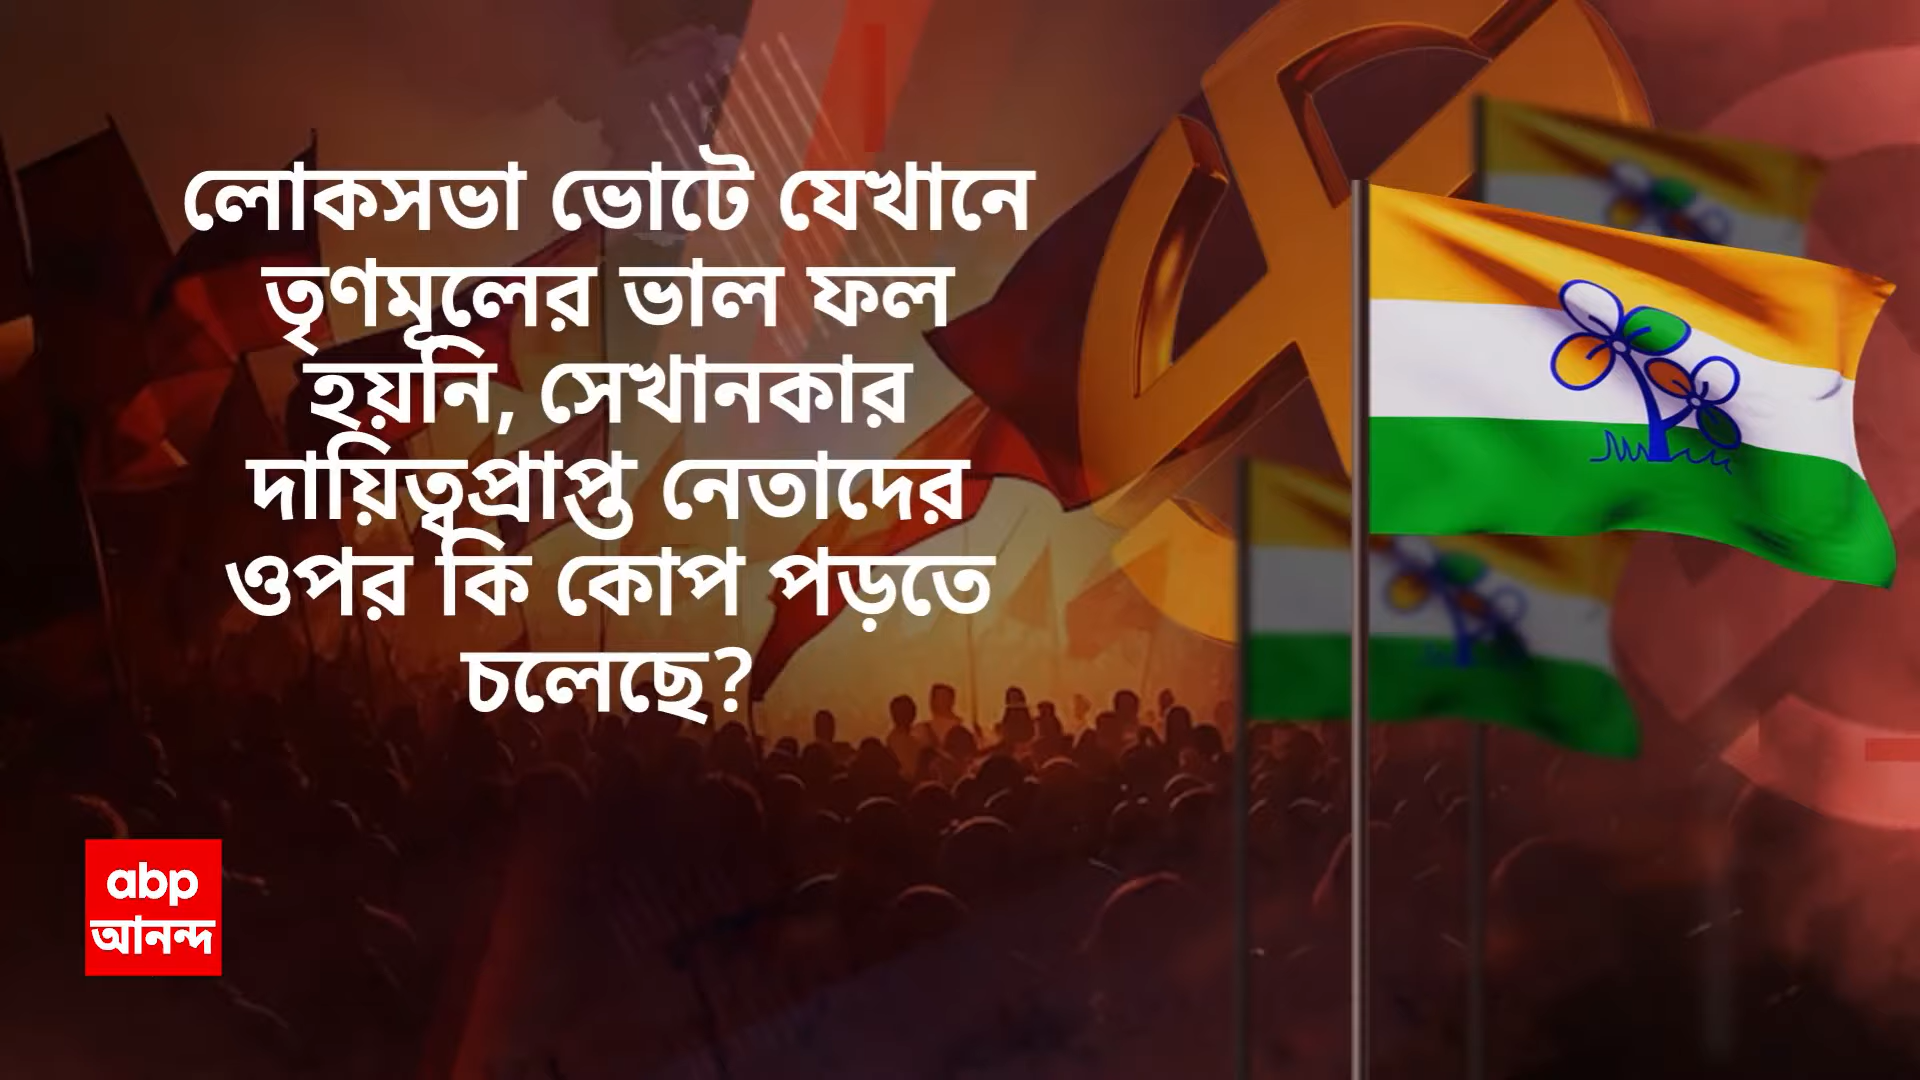 লোকসভা ভোটে যেখানে
তৃণমূলের ভাল ফল
হয়নি, সেখানকার
দায়িত্বপ্রাপ্ত নেতাদের
ওপর কি কোপ পড়তে
চলেছে?
abp
আনন্দ